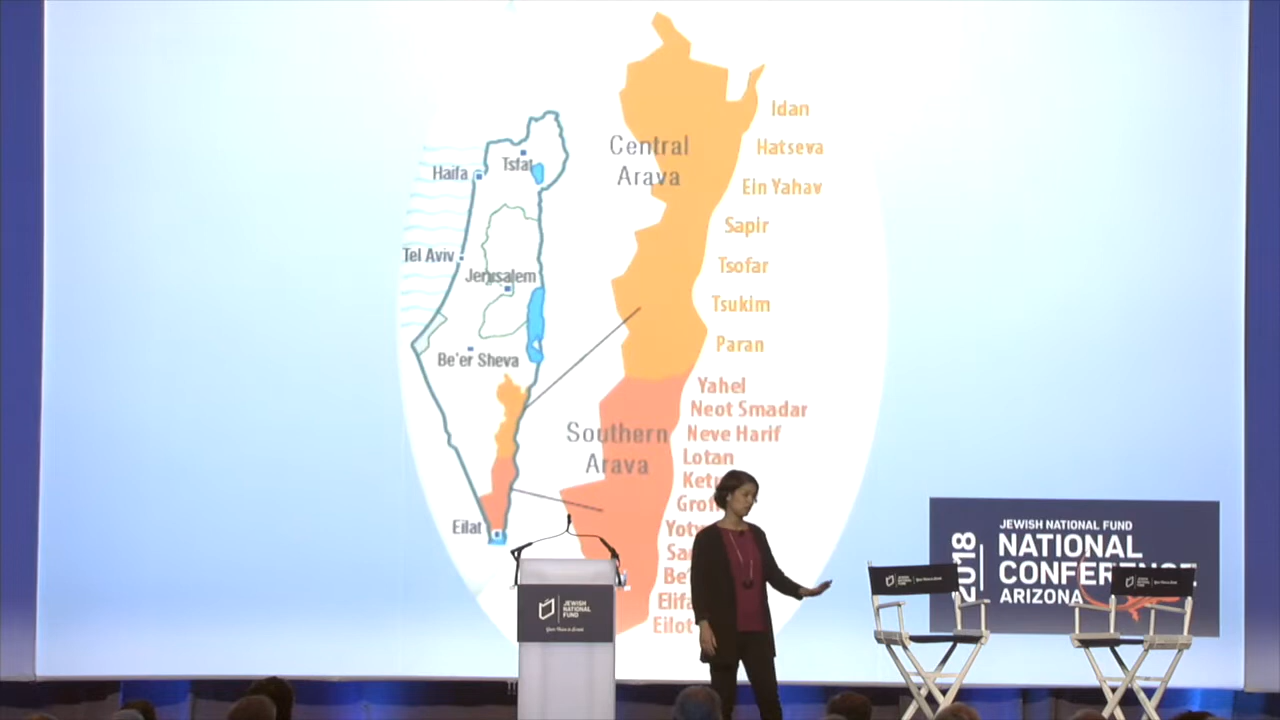 Tsfat
Haifa
Tel Aviv
Jerusalem
Be'er Sheva
Eilat
Central
Arava
Southern
Arava
Idan
Hatseva
Ein Yahav
Sapir
Tsofar
Tsukim
Paran
Yahel
Neot Smadar
Neve Harif
Lotan
Eilot
JEWISH
NATIONAL
FUND
2018
JEWISH NATIONAL FUND
NATIONAL
CONFERENCE
ARIZONA